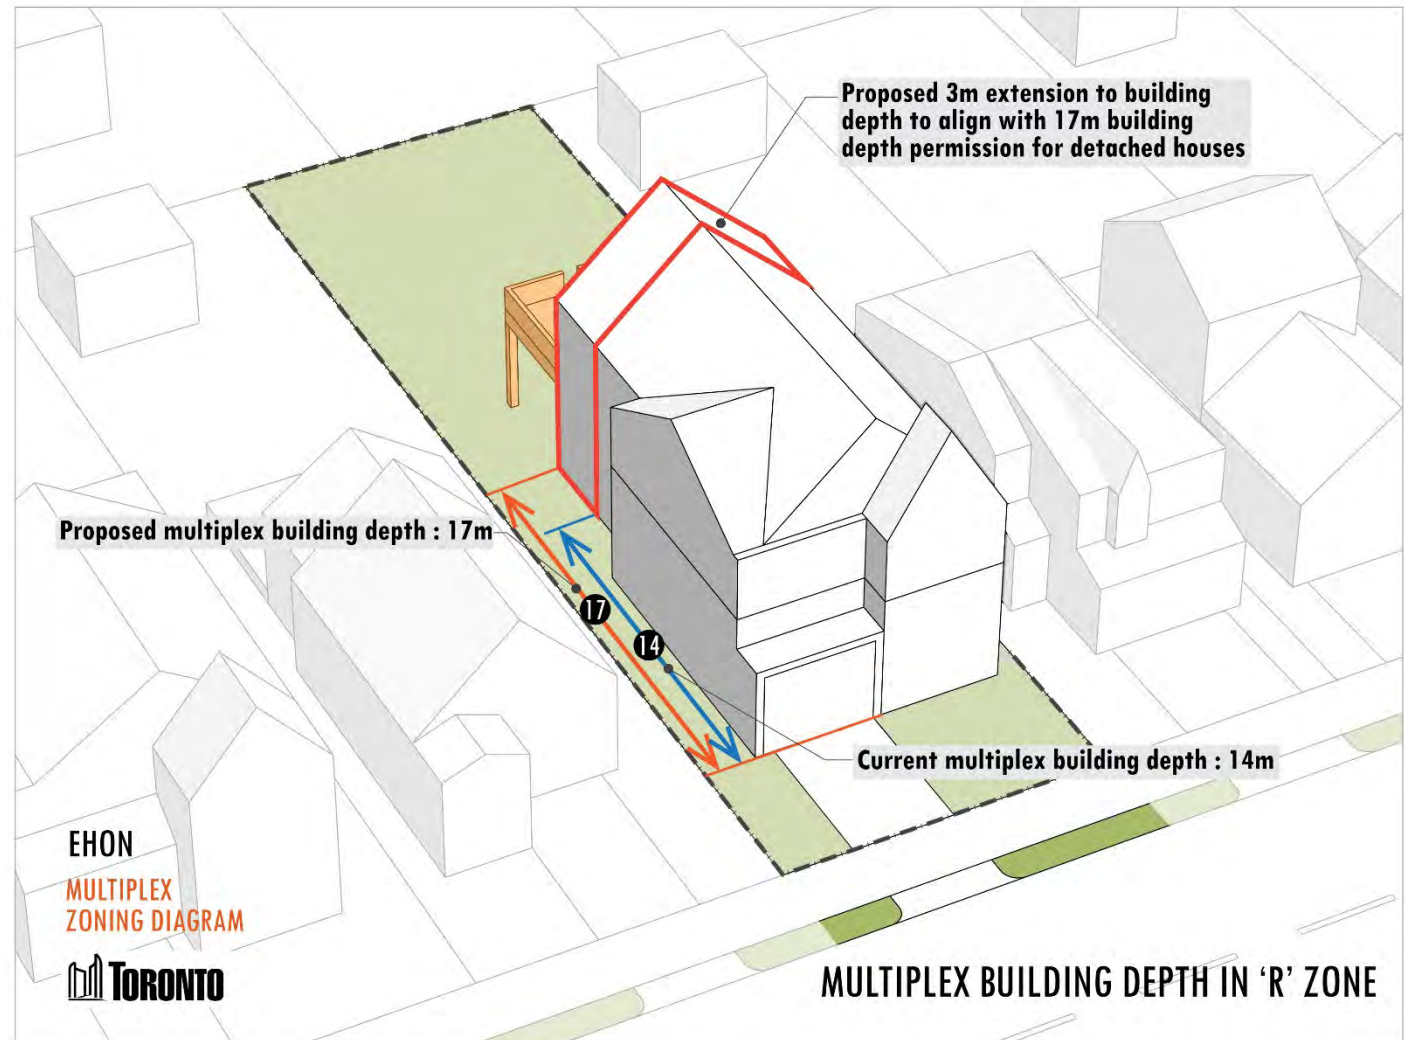 Proposed 3m extension to building
depth to align with 17m building
depth permission for detached houses
Proposed multiplex building depth : 17m
17
14
Current multiplex building depth : 14m
EHON
MULTIPLEX
ZONING DIAGRAM
TORONTO
MULTIPLEX BUILDING DEPTH IN ‘R’ ZONE